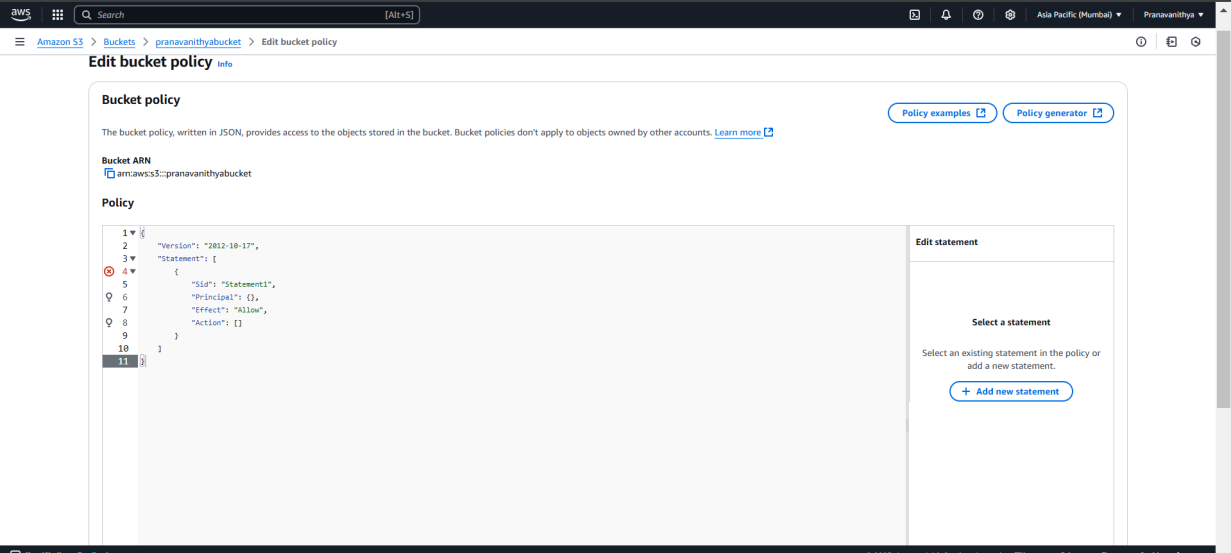 aws
Search [Alt+S]
Asia Pacific (Mumbai) Pranavanithya
Amazon S3 > Buckets > pranavanithyabucket > Edit bucket policy
Edit bucket policy Info
Bucket policy
Policy examples Policy generator
The bucket policy, written in JSON, provides access to the objects stored in the bucket. Bucket policies don't apply to objects owned by other accounts. Learn more
Bucket ARN
arn:aws:s3:::pranavanithyabucket
Policy
1 {
2 "Version": "2012-10-17",
3 "Statement": [
4 {
5 "Sid": "Statement1",
6 "Principal": {},
7 "Effect": "Allow",
8 "Action": []
9 }
10 ]
11 }
Edit statement
Select a statement
Select an existing statement in the policy or
add a new statement.
+ Add new statement